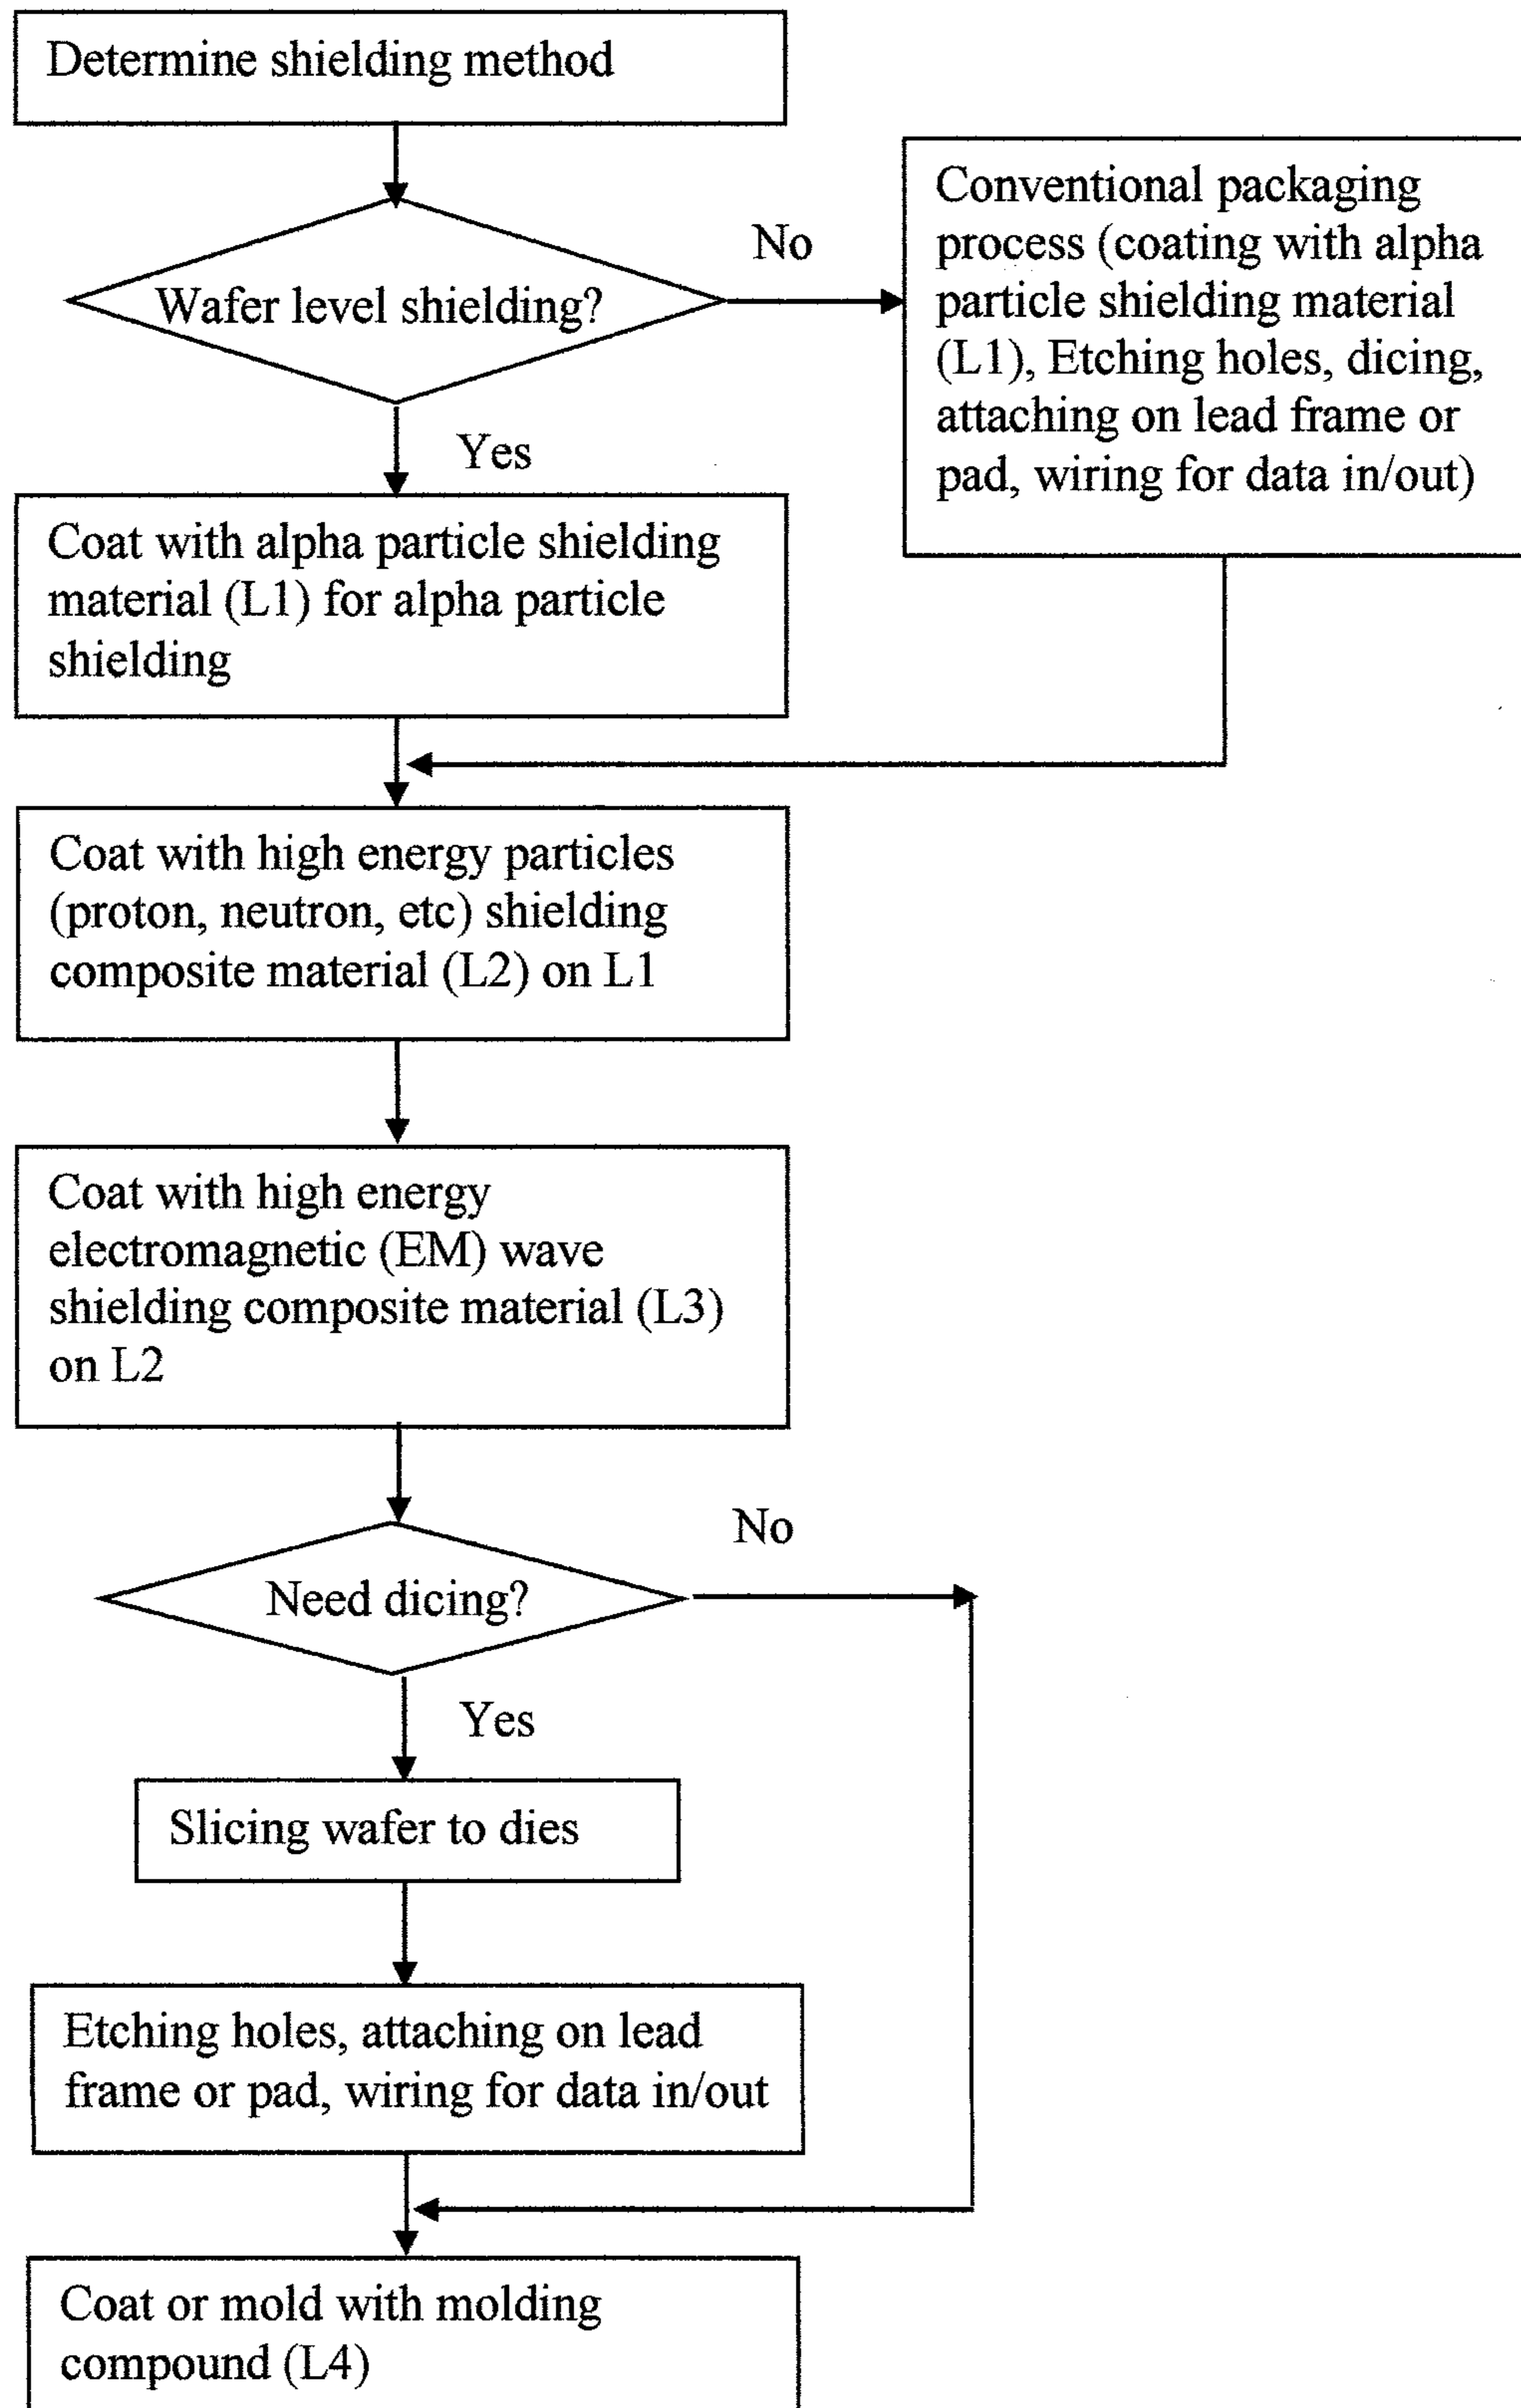 Determine shielding method
Wafer level shielding?
No
Conventional packaging
process (coating with alpha
particle shielding material
(L1), Etching holes, dicing,
attaching on lead frame or
pad, wiring for data in/out)
Yes
Coat with alpha particle shielding
material (L1) for alpha particle
shielding
Coat with high energy particles
(proton, neutron, etc) shielding
composite material (L2) on L1
Coat with high energy
electromagnetic (EM) wave
shielding composite material (L3)
on L2
Need dicing?
No
Yes
Slicing wafer to dies
Etching holes, attaching on lead
frame or pad, wiring for data in/out
Coat or mold with molding
compound (L4)